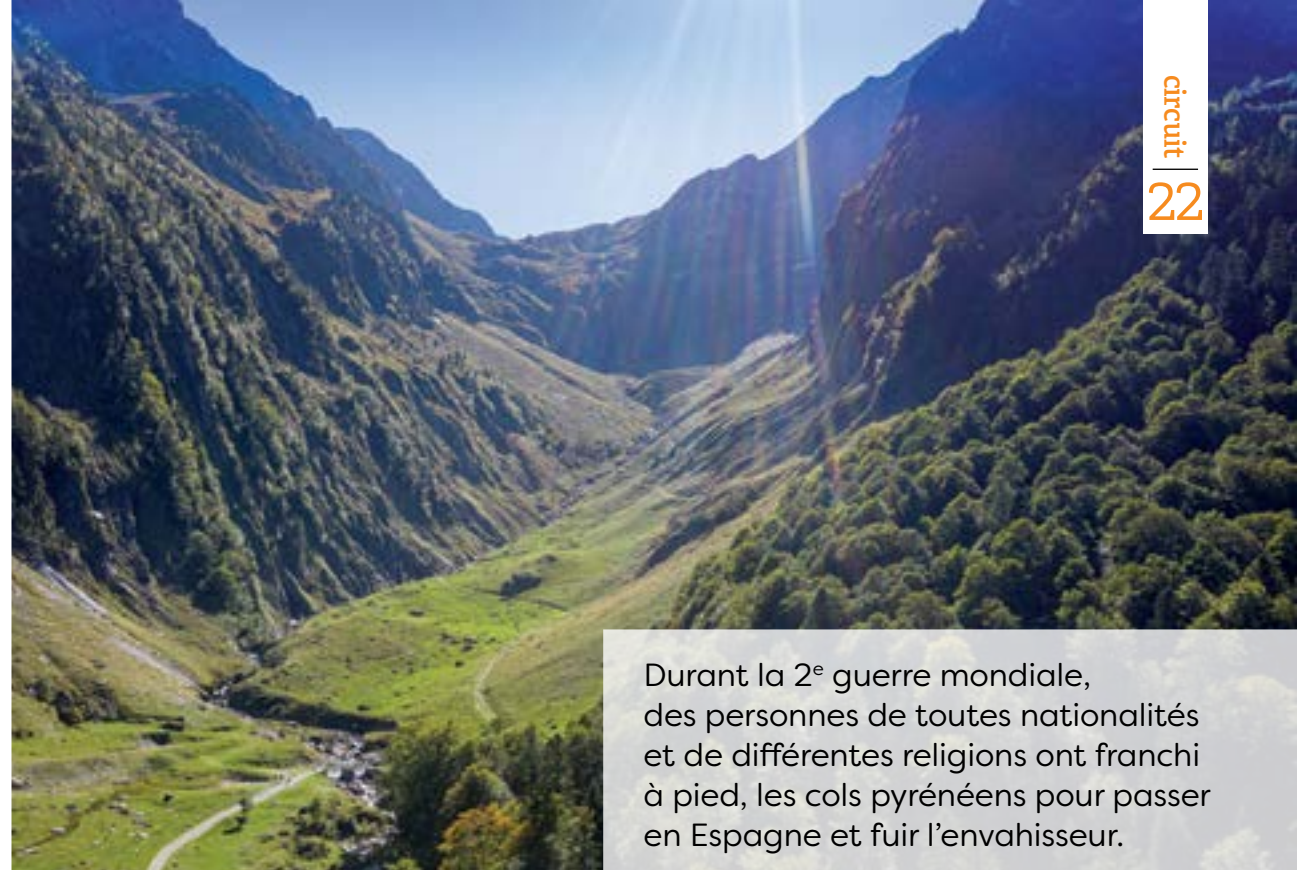 circuit
22
Durant la 2e guerre mondiale,
des personnes de toutes nationalités
et de différentes religions ont franchi
à pied, les cols pyrénéens pour passer
en Espagne et fuir l’envahisseur.